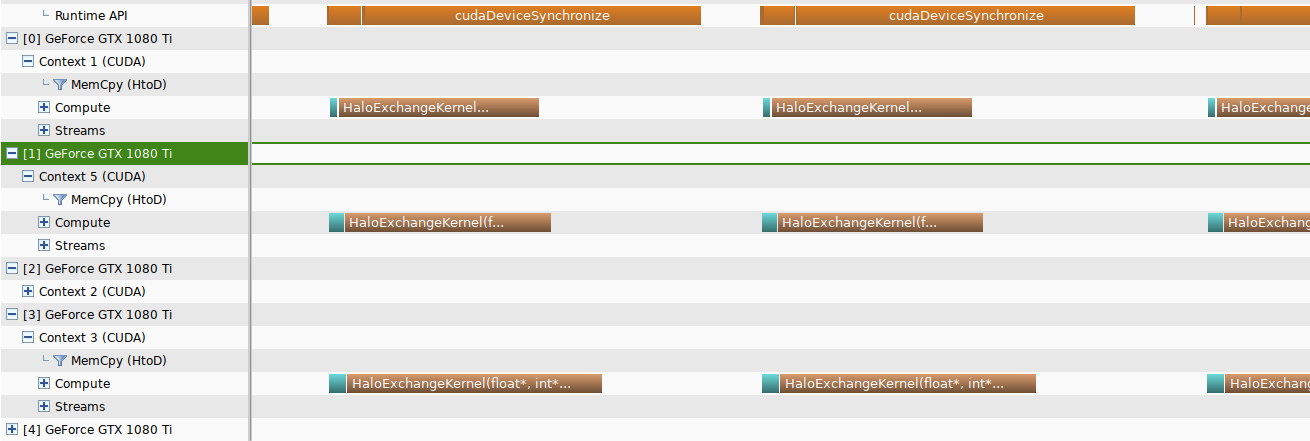 Runtime API cudaDeviceSynchronize cudaDeviceSynchronize
[0] GeForce GTX 1080 Ti
Context 1 (CUDA)
MemCpy (HtoD)
Compute HaloExchangeKernel... HaloExchangeKernel... HaloExchange
Streams
[1] GeForce GTX 1080 Ti
Context 5 (CUDA)
MemCpy (HtoD)
Compute HaloExchangeKernel(f... HaloExchangeKernel(f... HaloExchang
Streams
[2] GeForce GTX 1080 Ti
Context 2 (CUDA)
[3] GeForce GTX 1080 Ti
Context 3 (CUDA)
MemCpy (HtoD)
Compute HaloExchangeKernel(float*, int*... HaloExchangeKernel(float*, int*... HaloExchan
Streams
[4] GeForce GTX 1080 Ti